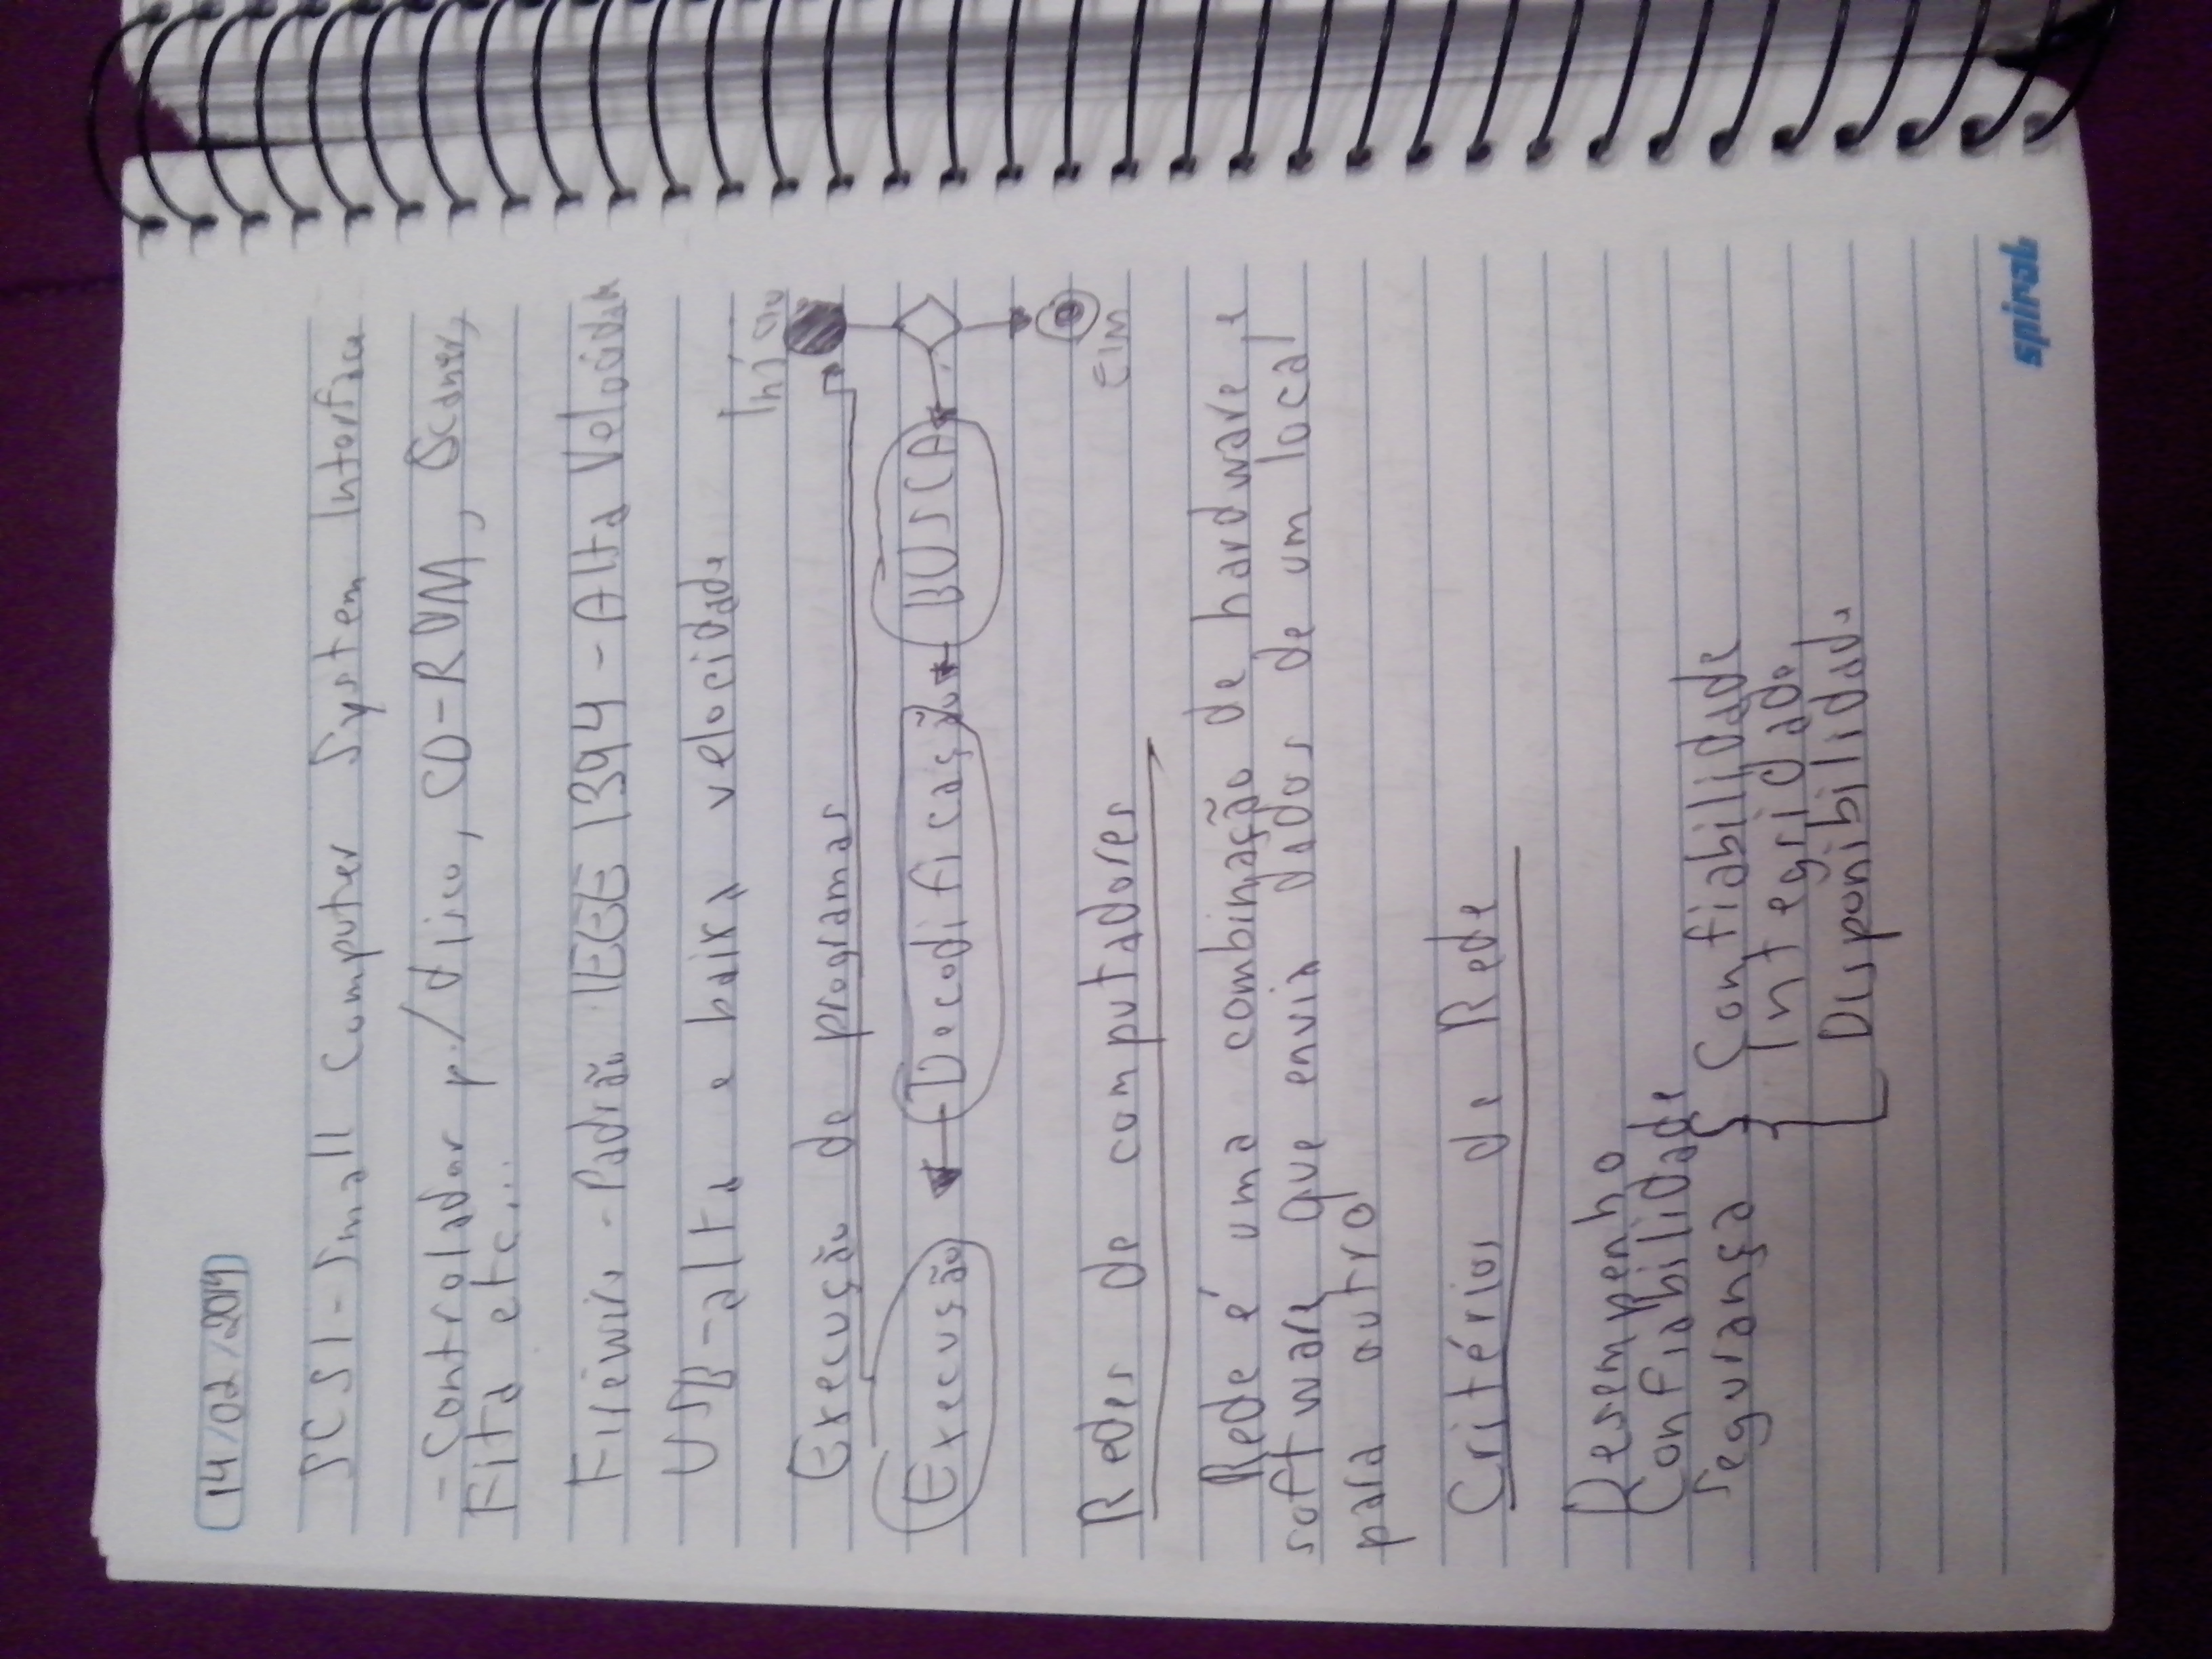 14/02/2019
SCSI - Small Computer System Interface
- Controlador p/ disco, CD-ROM, Scaner,
Fita etc...
Firewire - Padrão IEEE 1394 - Alta Velocidade
USB - alta e baixa velocidade
Início
Execução de programas
Execusão Decodificação BUSCA
Fim
Redes de computadores
Rede é uma combinação de hardware e
software que envia dados de um local
para outro
Critérios de Rede
Desempenho
Confiabilidade
Segurança { Confiabilidade
Integridade
Disponibilidade
spiral